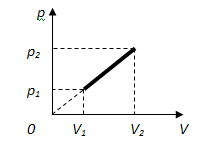 p
p₂
p₁
0 V₁ V₂ V